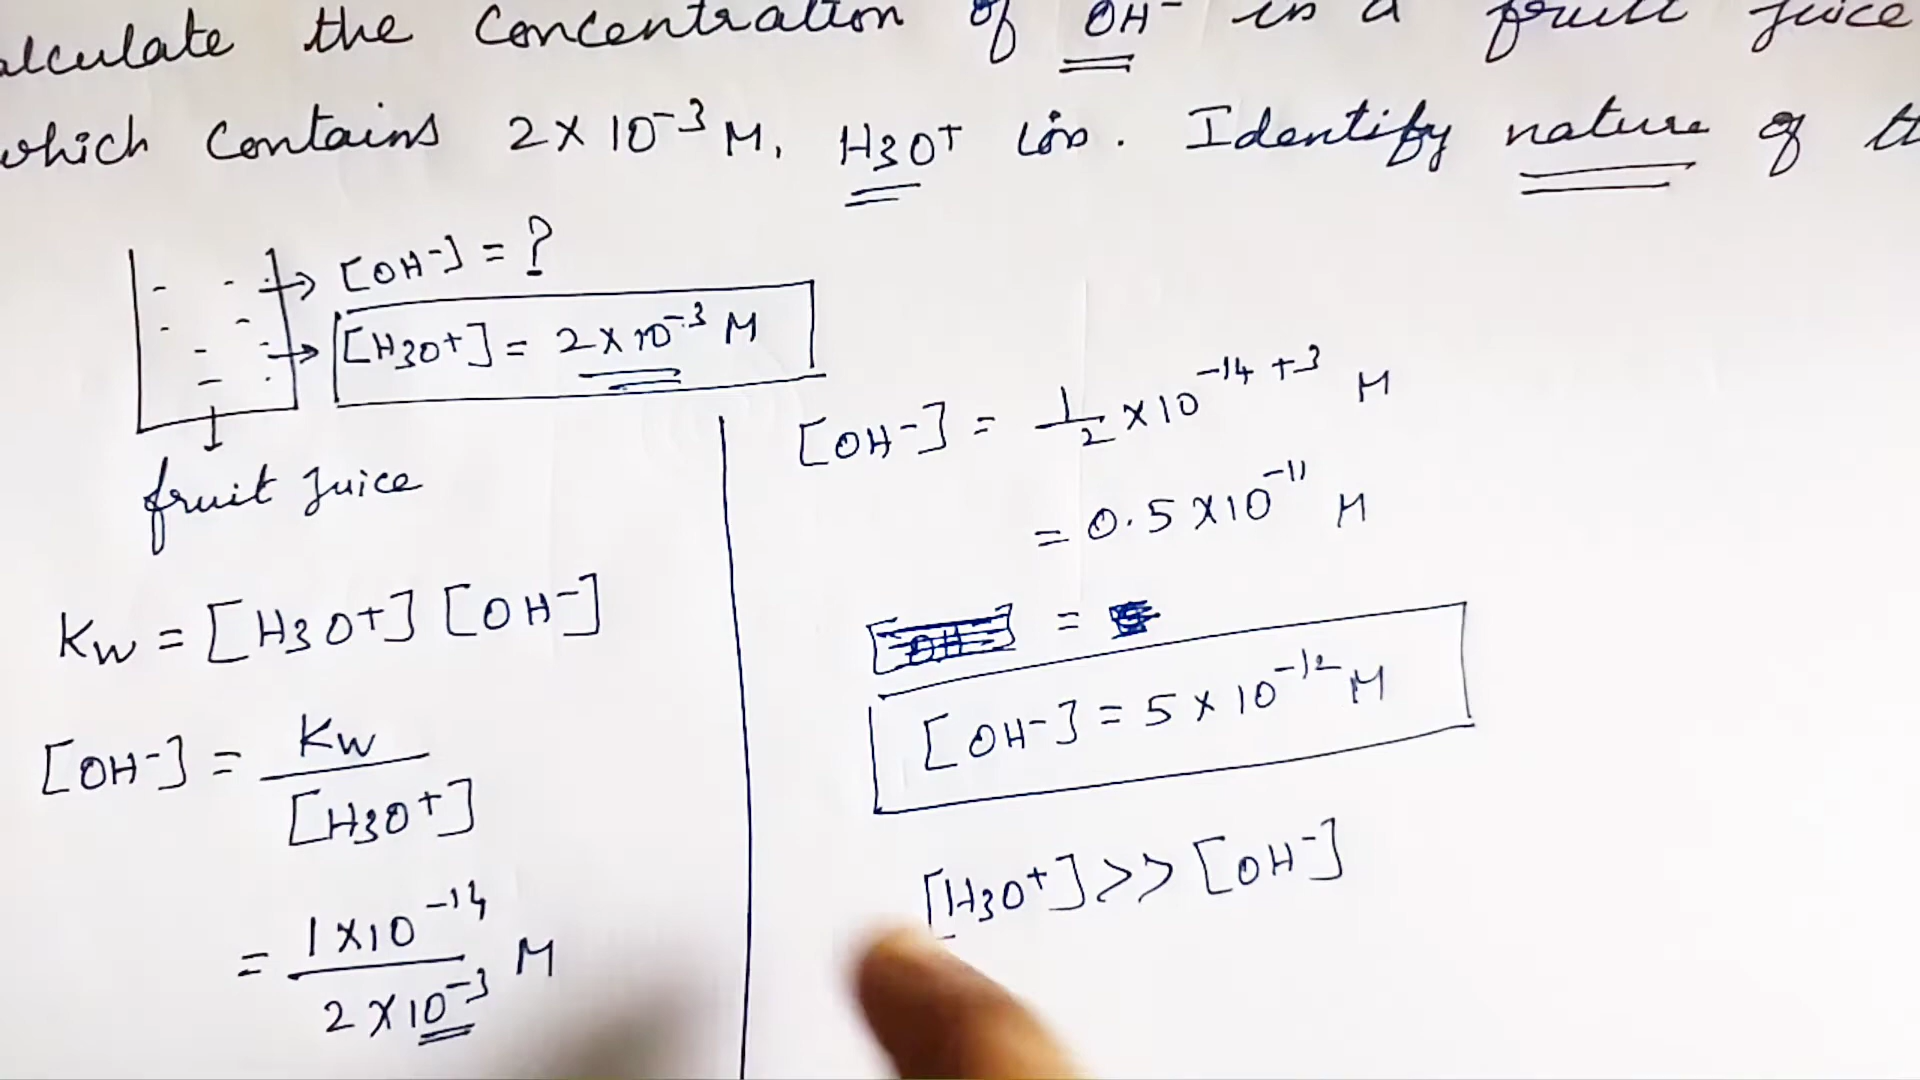 alculate the Concentration of OH⁻ in a fruit juice
which Contains 2 × 10⁻³ M, H3O⁺ ion. Identify nature of th
[OH⁻] = ?
[H3O⁺] = 2 × 10⁻³ M
fruit juice
Kw = [H3O⁺] [OH⁻]
[OH⁻] = Kw / [H3O⁺]
= 1 × 10⁻¹⁴ / 2 × 10⁻³ M
[OH⁻] = 1/2 × 10⁻¹⁴ ⁺³ M
= 0.5 × 10⁻¹¹ M
=
[OH⁻] = 5 × 10⁻¹² M
[H3O⁺] >> [OH⁻]